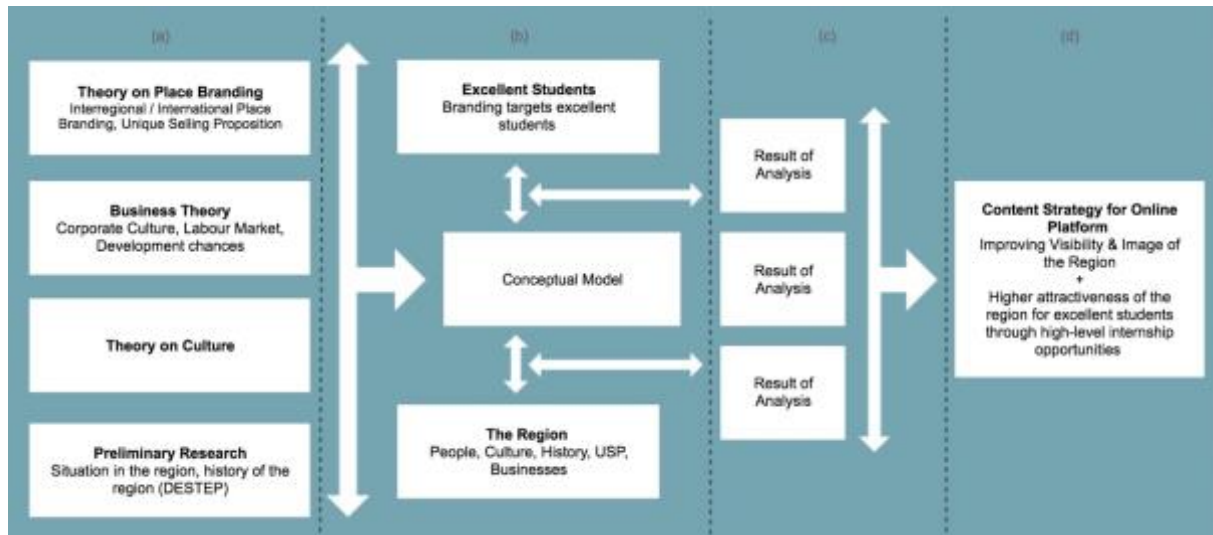 (a)
Theory on Place Branding
Interregional / International Place
Branding, Unique Selling Proposition
Business Theory
Corporate Culture, Labour Market,
Development chances
Theory on Culture
Preliminary Research
Situation in the region, history of the
region (DESTEP)
(b)
Excellent Students
Branding targets excellent
students
Conceptual Model
The Region
People, Culture, History, USP,
Businesses
(c)
Result of
Analysis
Result of
Analysis
Result of
Analysis
(d)
Content Strategy for Online
Platform
Improving Visibility & Image of
the Region
+
Higher attractiveness of the
region for excellent students
through high-level internship
opportunities